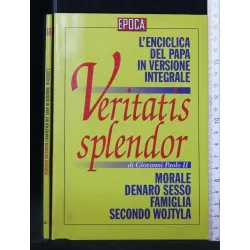 EPOCA
L'ENCICLICA
DEL PAPA
IN VERSIONE
INTEGRALE
Veritatis
splendor
di Giovanni Paolo II
MORALE
DENARO SESSO
FAMIGLIA
SECONDO WOJTYLA